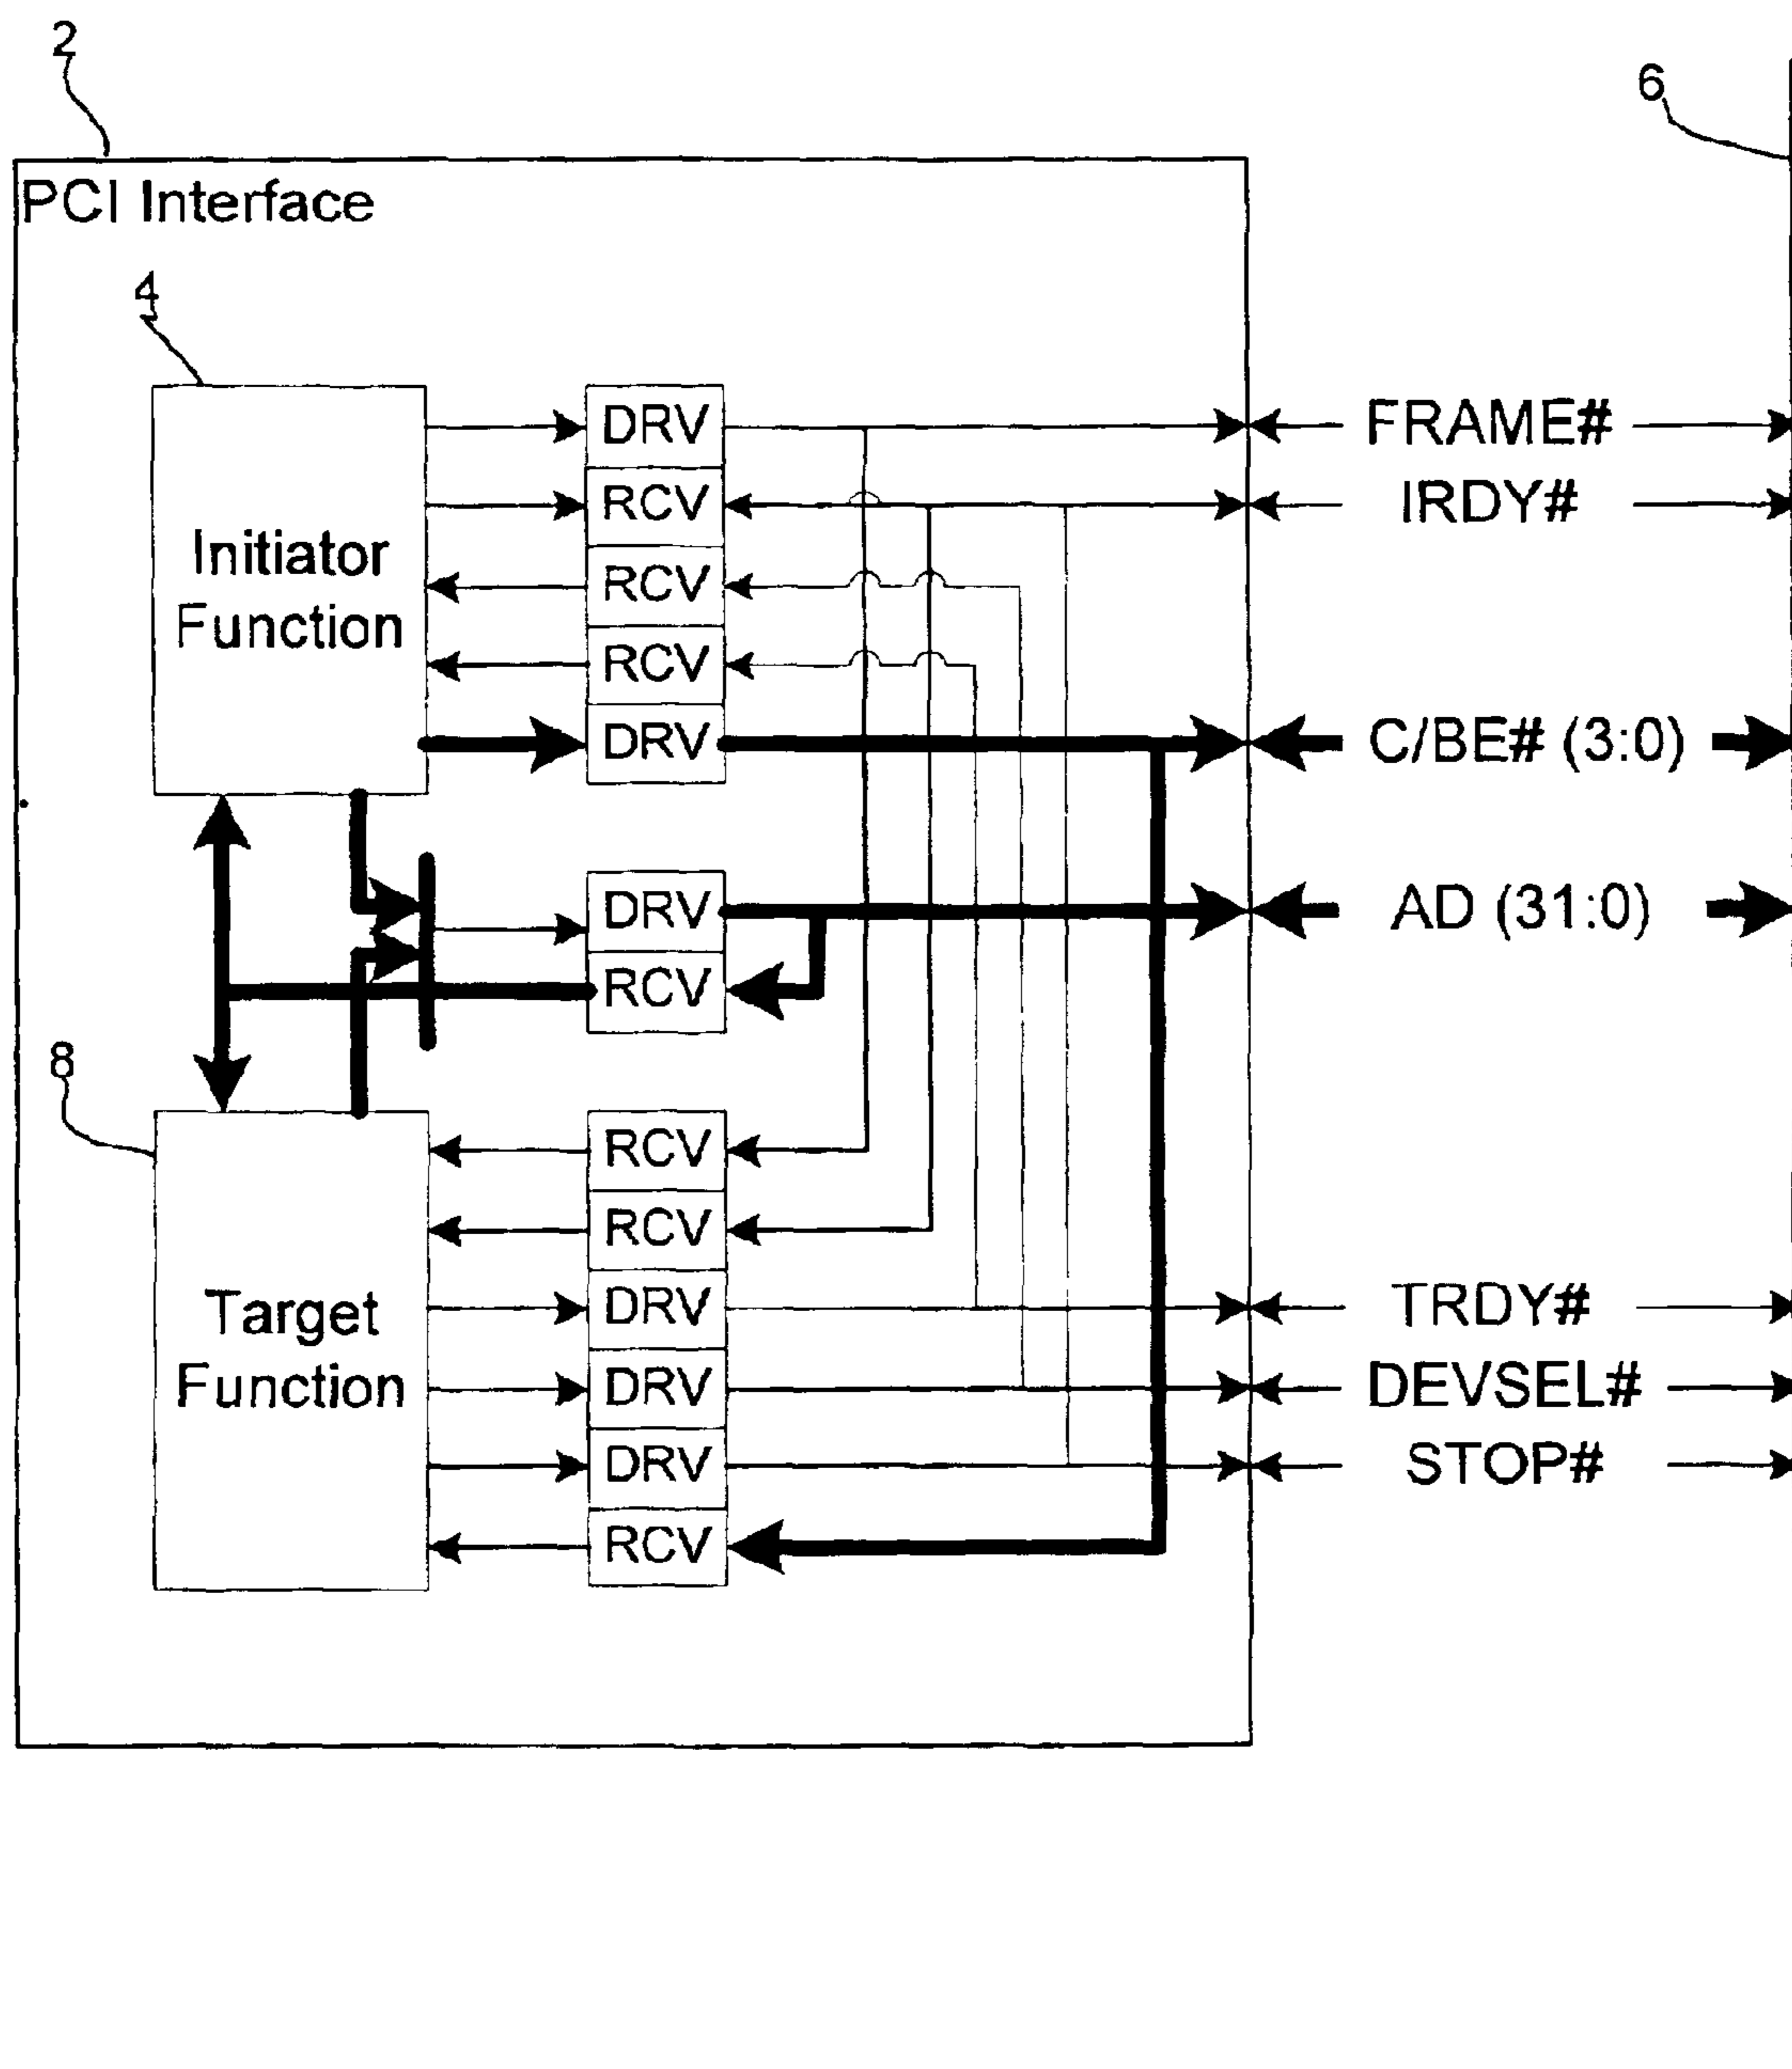 2
6
PCI Interface
4
DRV
FRAME#
RCV
IRDY#
Initiator
Function
RCV
RCV
DRV
C/BE# (3:0)
DRV
AD (31:0)
RCV
8
RCV
RCV
Target
Function
DRV
TRDY#
DRV
DEVSEL#
DRV
STOP#
RCV